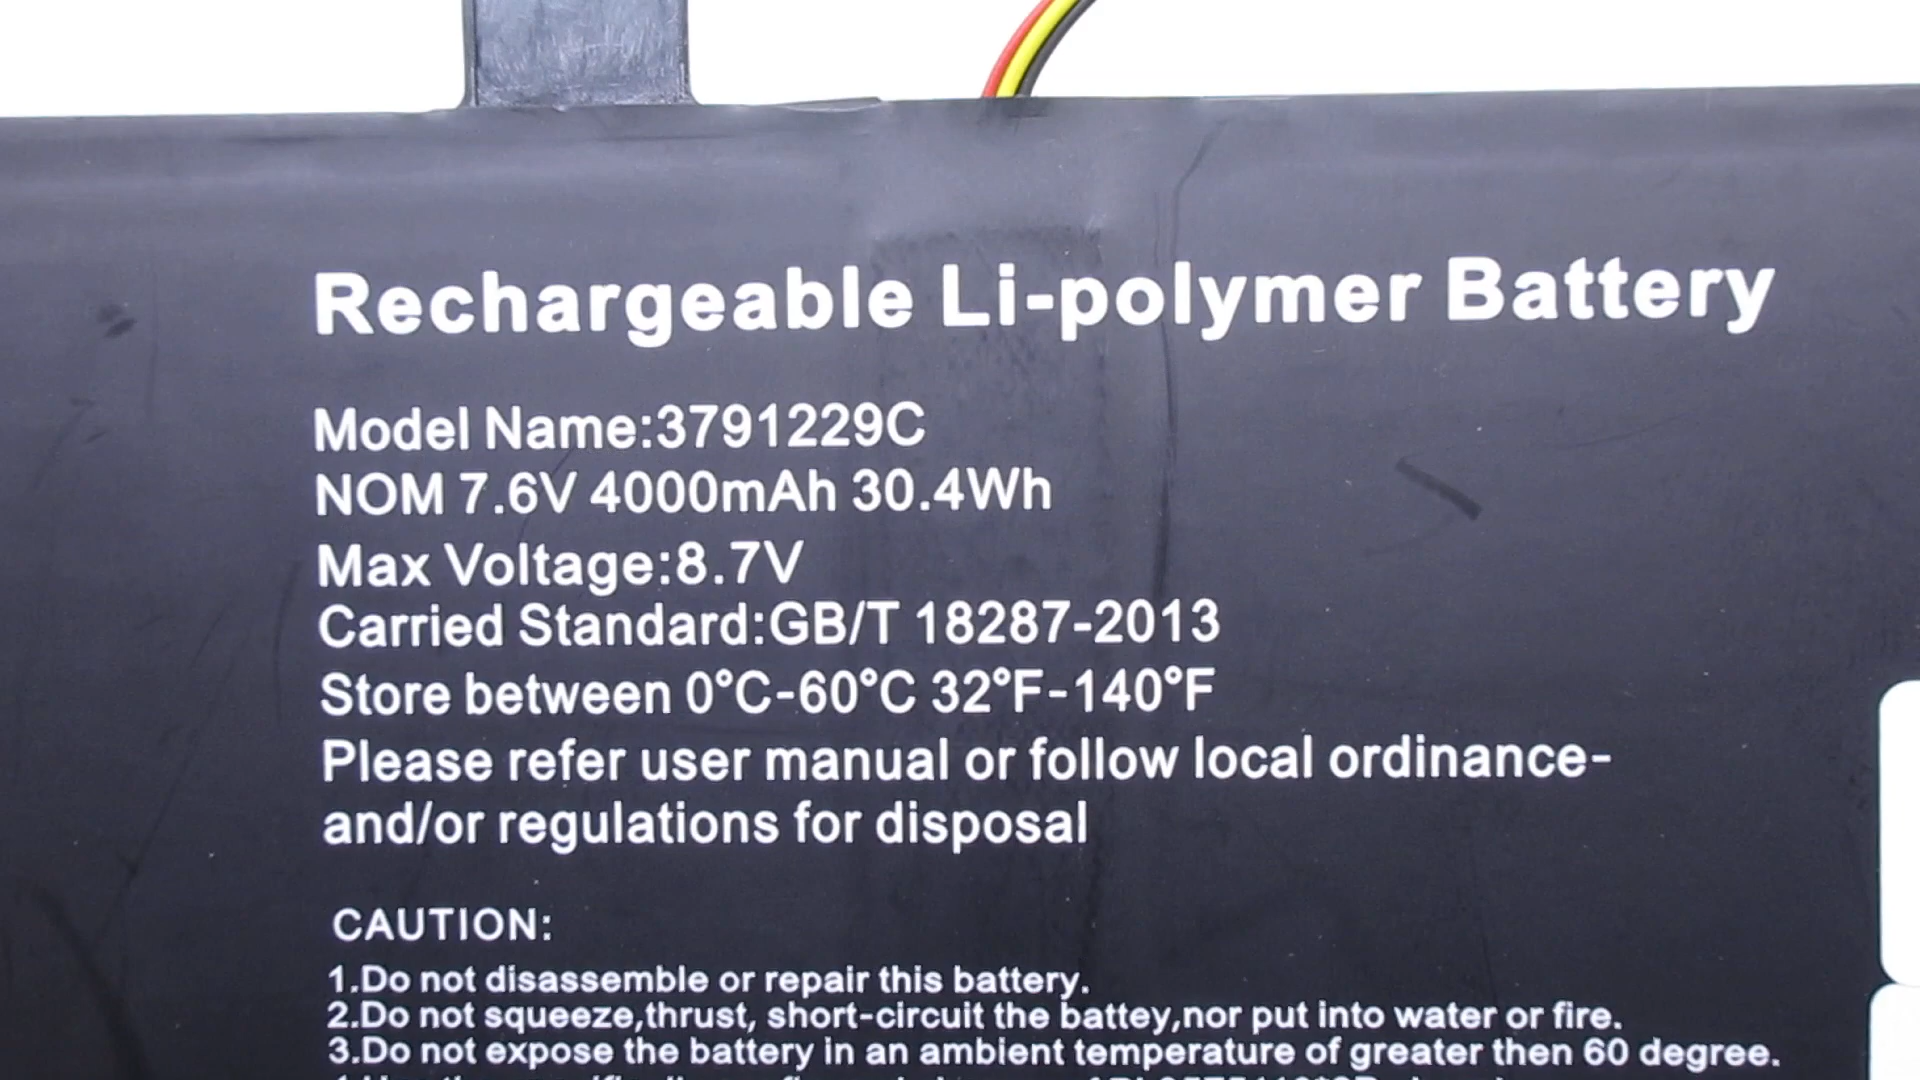 Rechargeable Li-polymer Battery
Model Name:3791229C
NOM 7.6V 4000mAh 30.4Wh
Max Voltage:8.7V
Carried Standard:GB/T 18287-2013
Store between 0°C-60°C 32°F-140°F
Please refer user manual or follow local ordinance-
and/or regulations for disposal
CAUTION:
1.Do not disassemble or repair this battery.
2.Do not squeeze,thrust, short-circuit the battey,nor put into water or fire.
3.Do not expose the battery in an ambient temperature of greater then 60 degree.